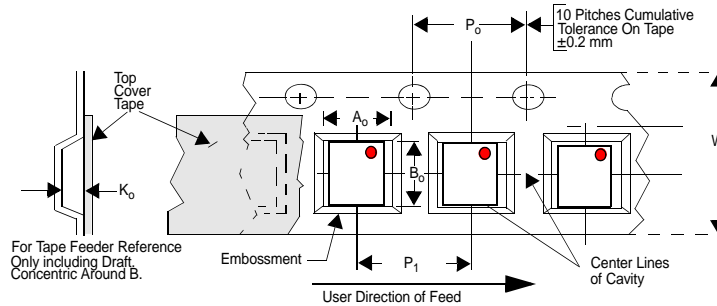 10 Pitches Cumulative
Tolerance On Tape
±0.2 mm
Po
Top
Cover
Tape
Ao
Bo
W
Ko
For Tape Feeder Reference
Only including Draft.
Concentric Around B.
Embossment
P1
Center Lines
of Cavity
User Direction of Feed